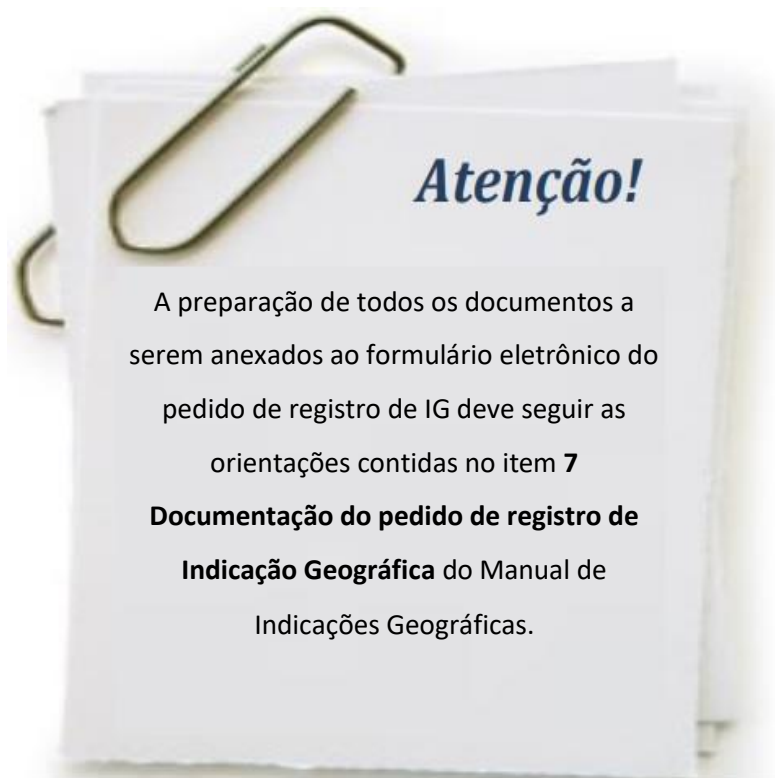 Atenção!
A preparação de todos os documentos a
serem anexados ao formulário eletrônico do
pedido de registro de IG deve seguir as
orientações contidas no item 7
Documentação do pedido de registro de
Indicação Geográfica do Manual de
Indicações Geográficas.